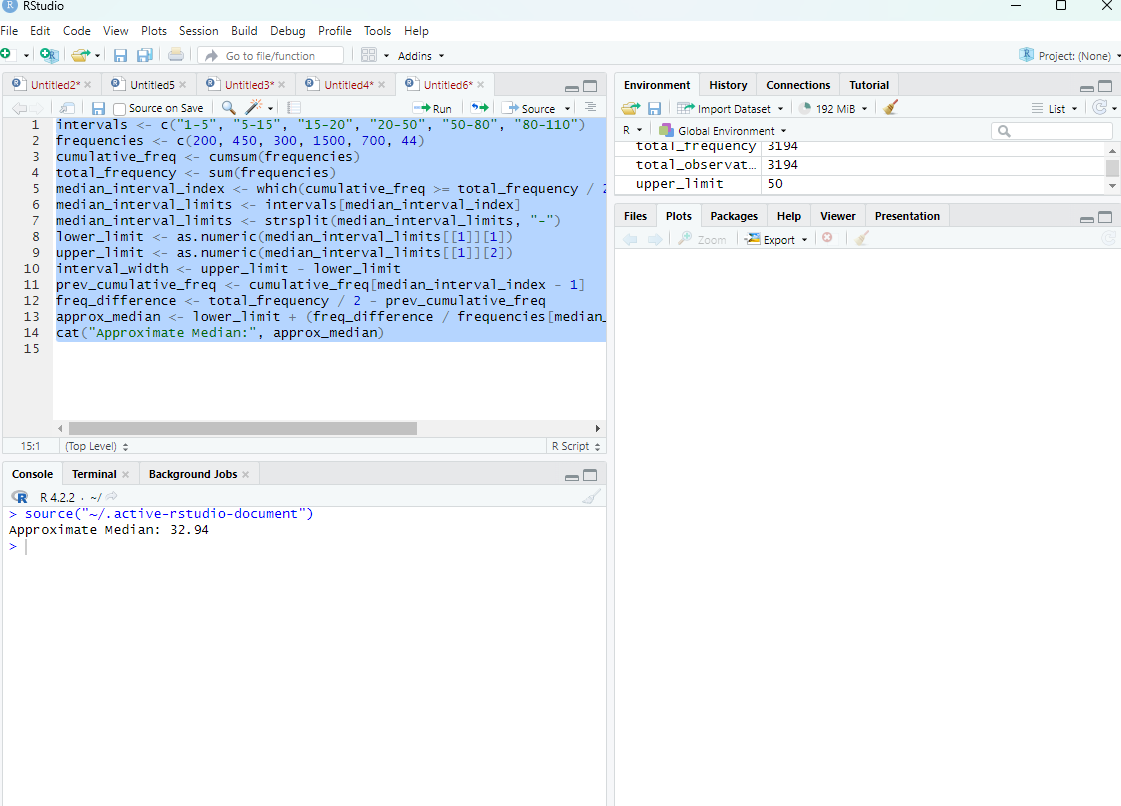 RStudio
File Edit Code View Plots Session Build Debug Profile Tools Help
Go to file/function Addins Project: (None)
Untitled2* Untitled5 Untitled3* Untitled4* Untitled6*
Source on Save Run Source
1 intervals <- c("1-5", "5-15", "15-20", "20-50", "50-80", "80-110")
2 frequencies <- c(200, 450, 300, 1500, 700, 44)
3 cumulative_freq <- cumsum(frequencies)
4 total_frequency <- sum(frequencies)
5 median_interval_index <- which(cumulative_freq >= total_frequency / 2
6 median_interval_limits <- intervals[median_interval_index]
7 median_interval_limits <- strsplit(median_interval_limits, "-")
8 lower_limit <- as.numeric(median_interval_limits[[1]][1])
9 upper_limit <- as.numeric(median_interval_limits[[1]][2])
10 interval_width <- upper_limit - lower_limit
11 prev_cumulative_freq <- cumulative_freq[median_interval_index - 1]
12 freq_difference <- total_frequency / 2 - prev_cumulative_freq
13 approx_median <- lower_limit + (freq_difference / frequencies[median_
14 cat("Approximate Median:", approx_median)
15
15:1 (Top Level) R Script
Console Terminal Background Jobs
R 4.2.2 · ~/
> source("~/.active-rstudio-document")
Approximate Median: 32.94
>
Environment History Connections Tutorial
Import Dataset 192 MiB List
R Global Environment
total_frequency 3194
total_observat… 3194
upper_limit 50
Files Plots Packages Help Viewer Presentation
Zoom Export